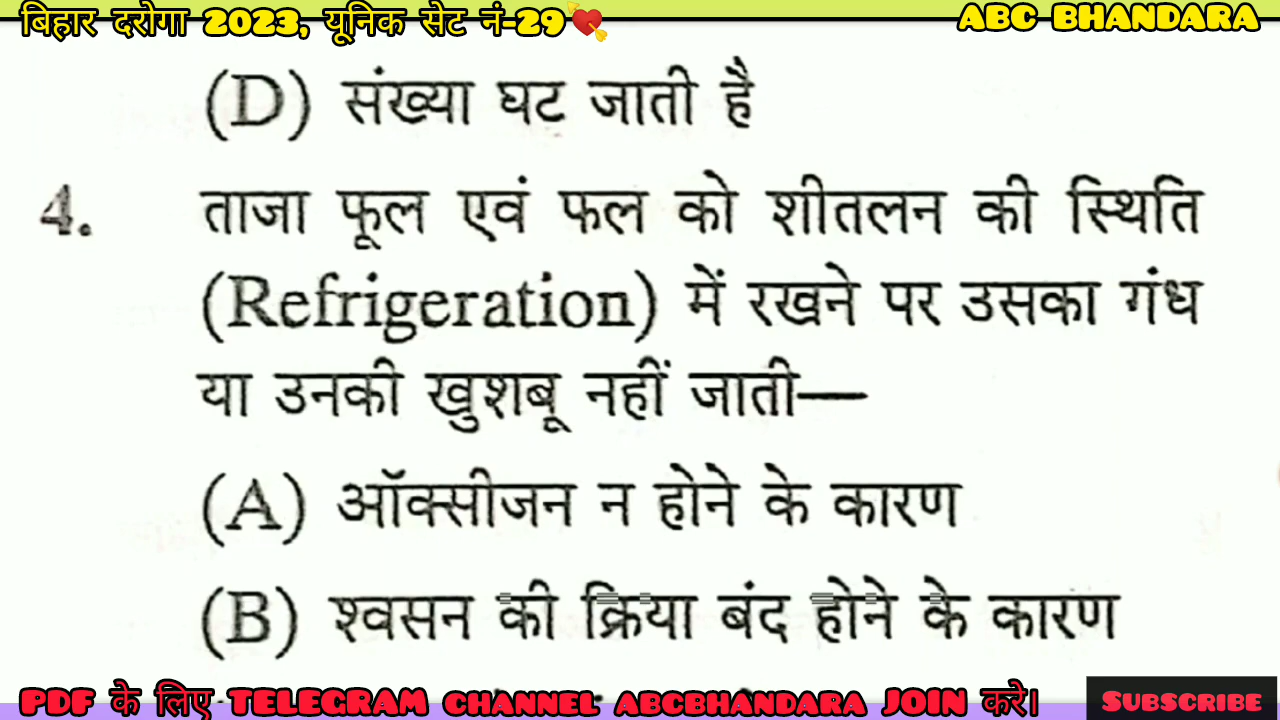 बिहार दरोगा 2023, यूनिक सेट नं-29
ABC BHANDARA
(D) संख्या घट जाती है
4. ताजा फूल एवं फल को शीतलन की स्थिति
(Refrigeration) में रखने पर उसका गंध
या उनकी खुशबू नहीं जाती—
(A) ऑक्सीजन न होने के कारण
(B) श्वसन की क्रिया बंद होने के कारण
PDF के लिए TELEGRAM CHANNEL ABCBHANDARA JOIN करे।
SUBSCRIBE